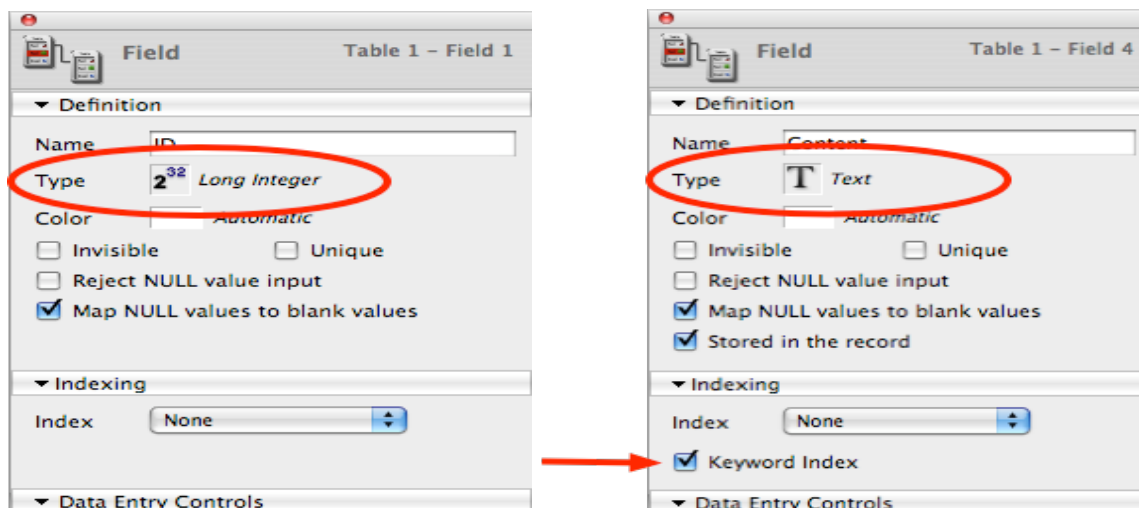 Field Table 1 – Field 1
▼ Definition
Name ID
Type 2³² Long Integer
Color Automatic
Invisible Unique
Reject NULL value input
Map NULL values to blank values
▼ Indexing
Index None
▼ Data Entry Controls
Field Table 1 – Field 4
▼ Definition
Name Content
Type T Text
Color Automatic
Invisible Unique
Reject NULL value input
Map NULL values to blank values
Stored in the record
▼ Indexing
Index None
Keyword Index
▼ Data Entry Controls